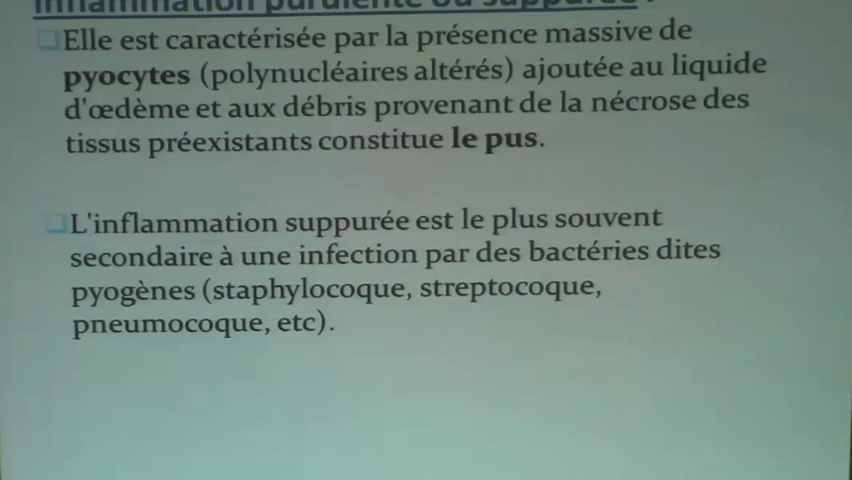 Inflammation purulente ou suppurée :
Elle est caractérisée par la présence massive de
pyocytes (polynucléaires altérés) ajoutée au liquide
d'œdème et aux débris provenant de la nécrose des
tissus préexistants constitue le pus.
L'inflammation suppurée est le plus souvent
secondaire à une infection par des bactéries dites
pyogènes (staphylocoque, streptocoque,
pneumocoque, etc).